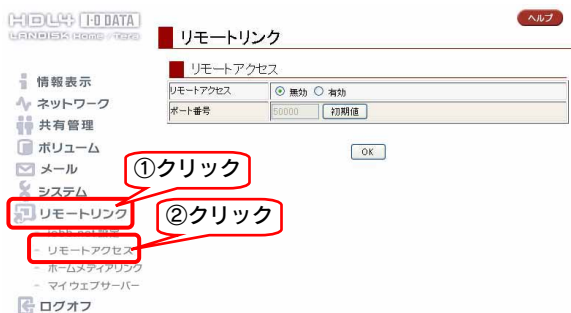 HDL4 I-O DATA
LANDISK Home / Tera
ヘルプ
リモートリンク
リモートアクセス
リモートアクセス 無効 有効
ポート番号 50000 初期値
OK
情報表示
ネットワーク
共有管理
ボリューム
メール
システム
リモートリンク
- リモートアクセス
- ホームメディアリンク
- マイウェブサーバー
ログオフ
①クリック
②クリック